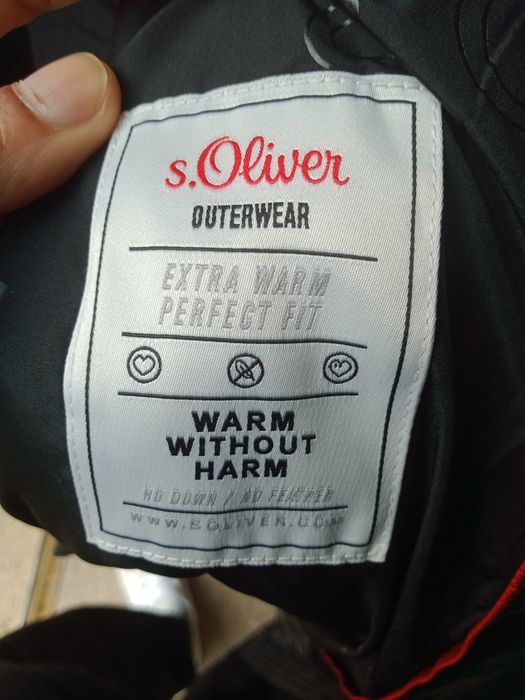 s.Oliver
OUTERWEAR
EXTRA WARM
PERFECT FIT
WARM
WITHOUT
HARM
NO DOWN / NO FEATHER
WWW.SOLIVER.COM